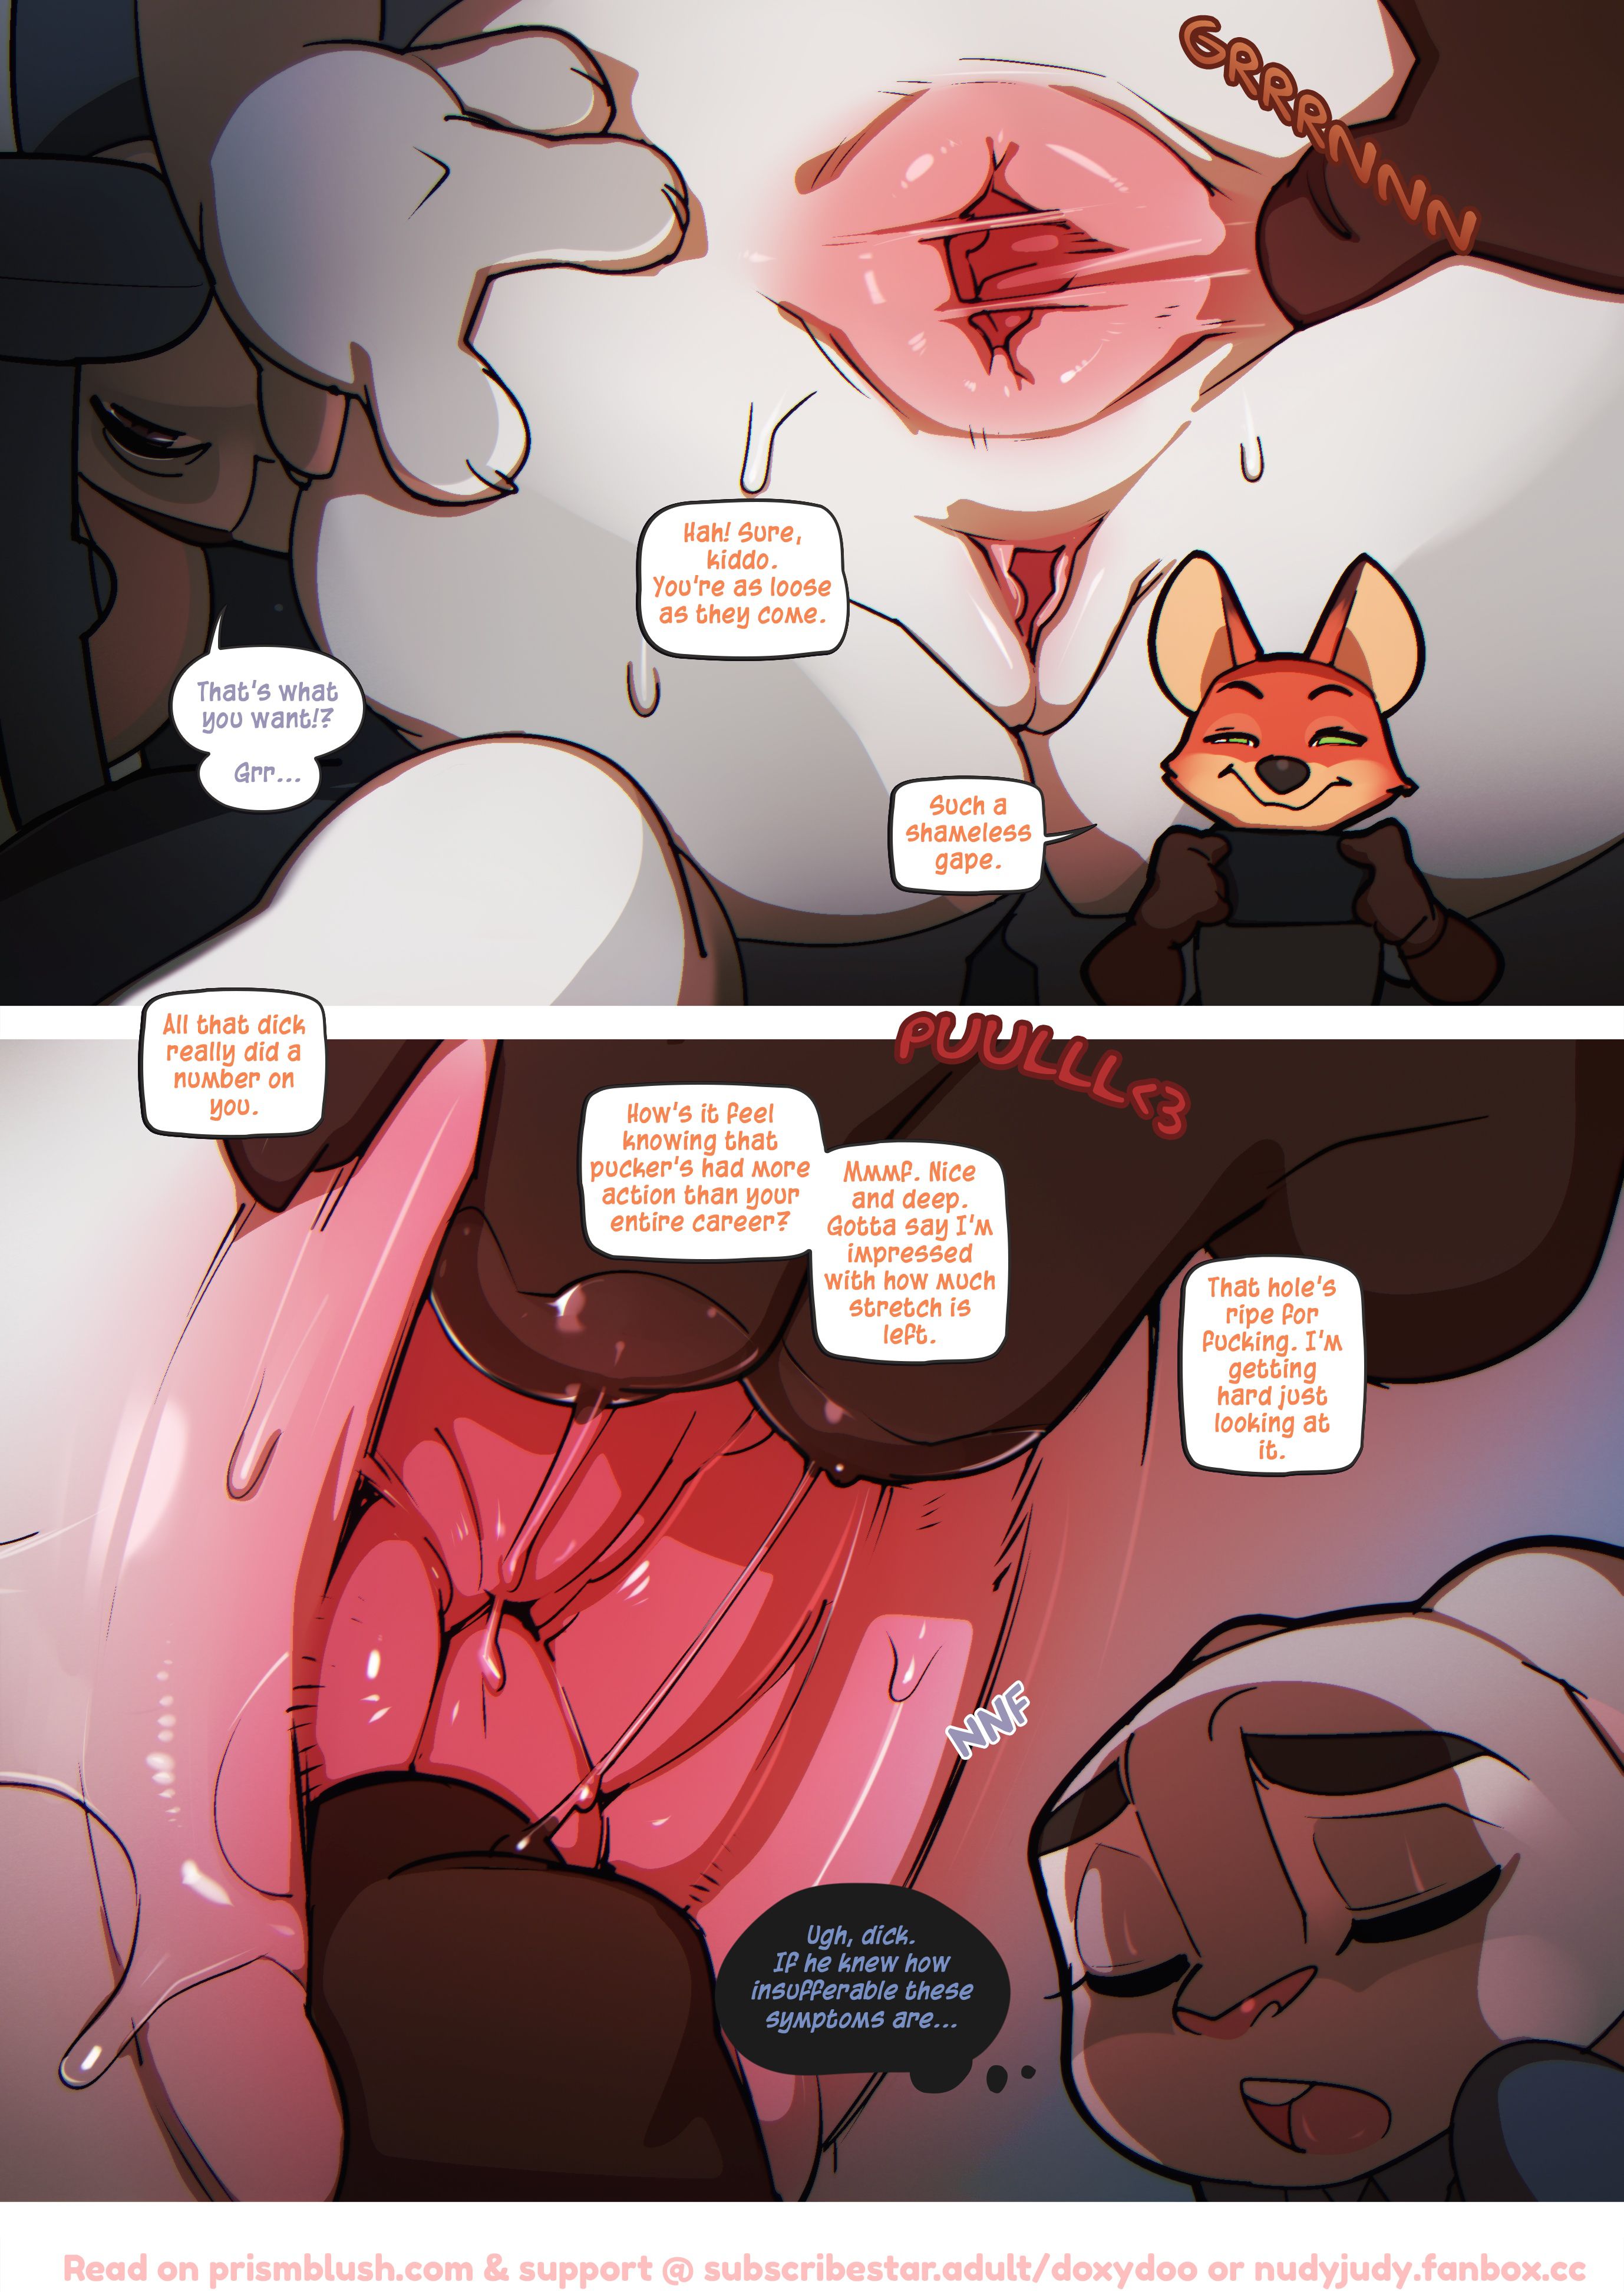 GRRRNNNN
Hah! Sure,
kiddo.
You're as loose
as they come.
That's what
you want!?
Grr...
Such a
shameless
gape.
All that dick
really did a
number on
you.
PUULLL<3
How's it feel
knowing that
pucker's had more
action than your
entire career?
Mmmf. Nice
and deep.
Gotta say I'm
impressed
with how much
stretch is
left.
That hole's
ripe for
fucking. I'm
getting
hard just
looking at
it.
NNF
Ugh, dick.
If he knew how
insufferable these
symptoms are...
Read on prismblush.com & support @ subscribestar.adult/doxydoo or nudyjudy.fanbox.cc